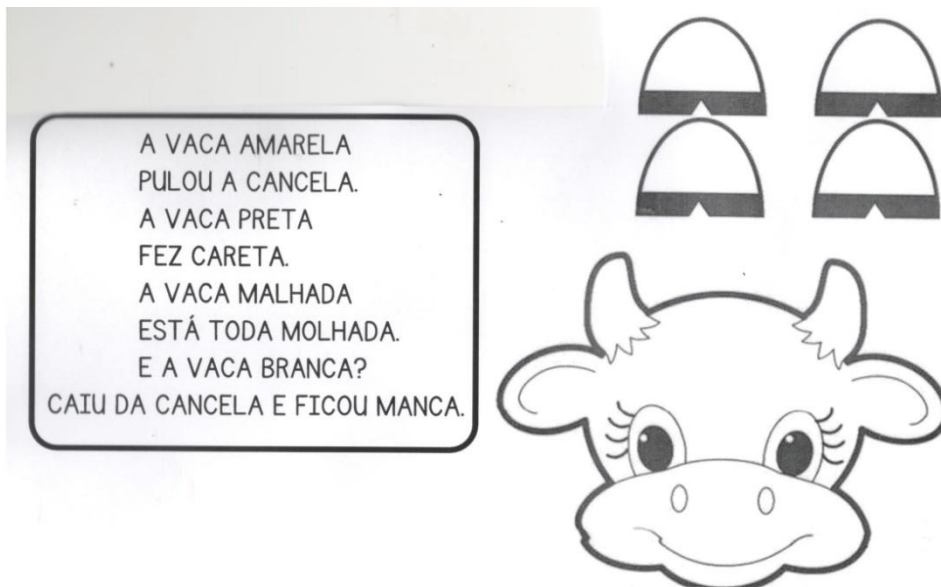 A VACA AMARELA
PULOU A CANCELA.
A VACA PRETA
FEZ CARETA.
A VACA MALHADA
ESTÁ TODA MOLHADA.
E A VACA BRANCA?
CAIU DA CANCELA E FICOU MANCA.